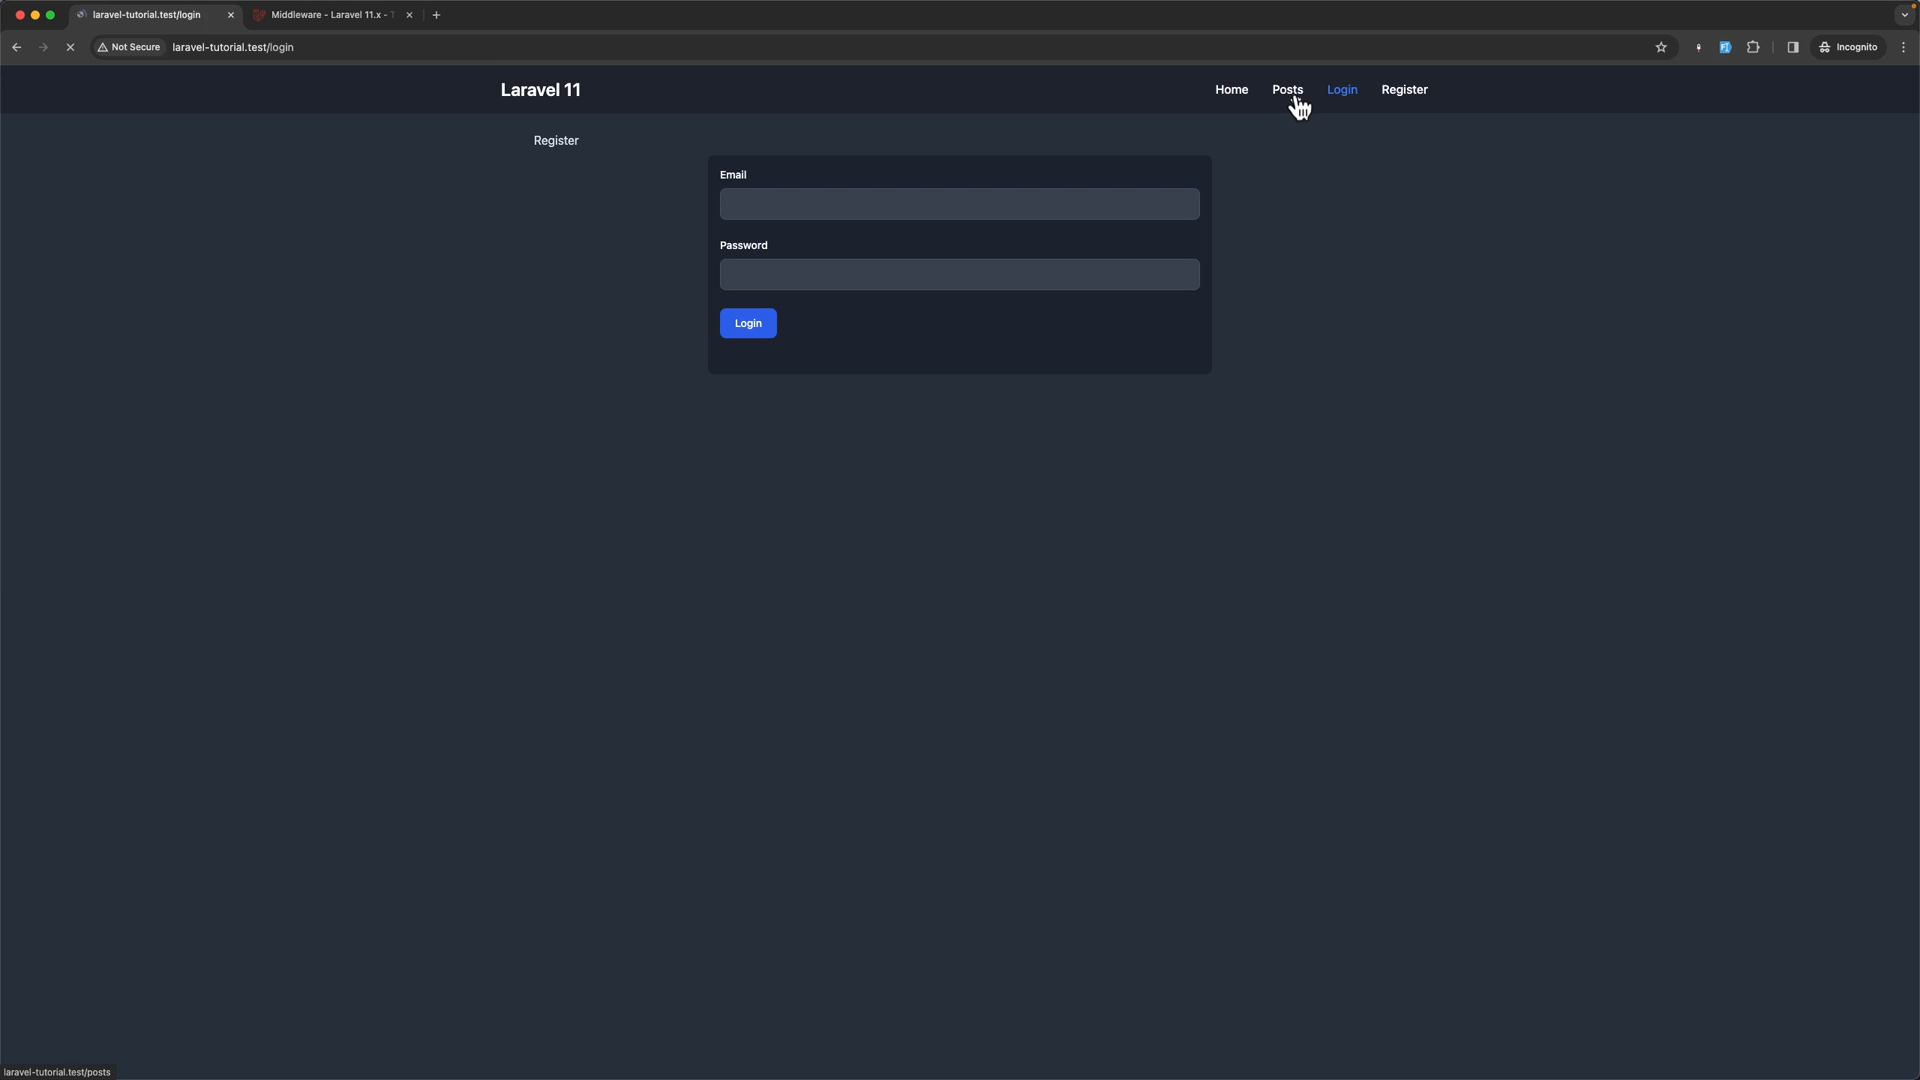 laravel-tutorial.test/login
Middleware - Laravel 11.x -
Not Secure
laravel-tutorial.test/login
Incognito
Laravel 11
Home
Posts
Login
Register
Register
Email
Password
Login
laravel-tutorial.test/posts